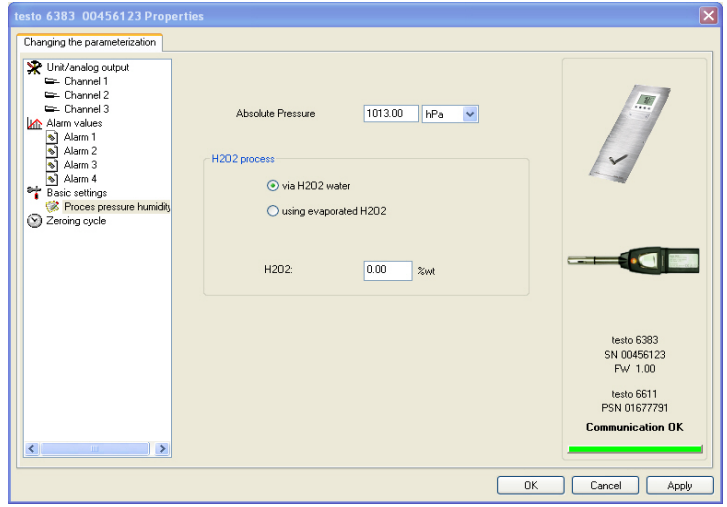 testo 6383 00456123 Properties
Changing the parameterization
Unit/analog output
Channel 1
Channel 2
Channel 3
Alarm values
Alarm 1
Alarm 2
Alarm 3
Alarm 4
Basic settings
Proces pressure humidity
Zeroing cycle
Absolute Pressure 1013.00 hPa
H2O2 process
via H2O2 water
using evaporated H2O2
H2O2: 0.00 %wt
testo 6383
SN 00456123
FW 1.00
testo 6611
PSN 01677791
Communication OK
OK Cancel Apply